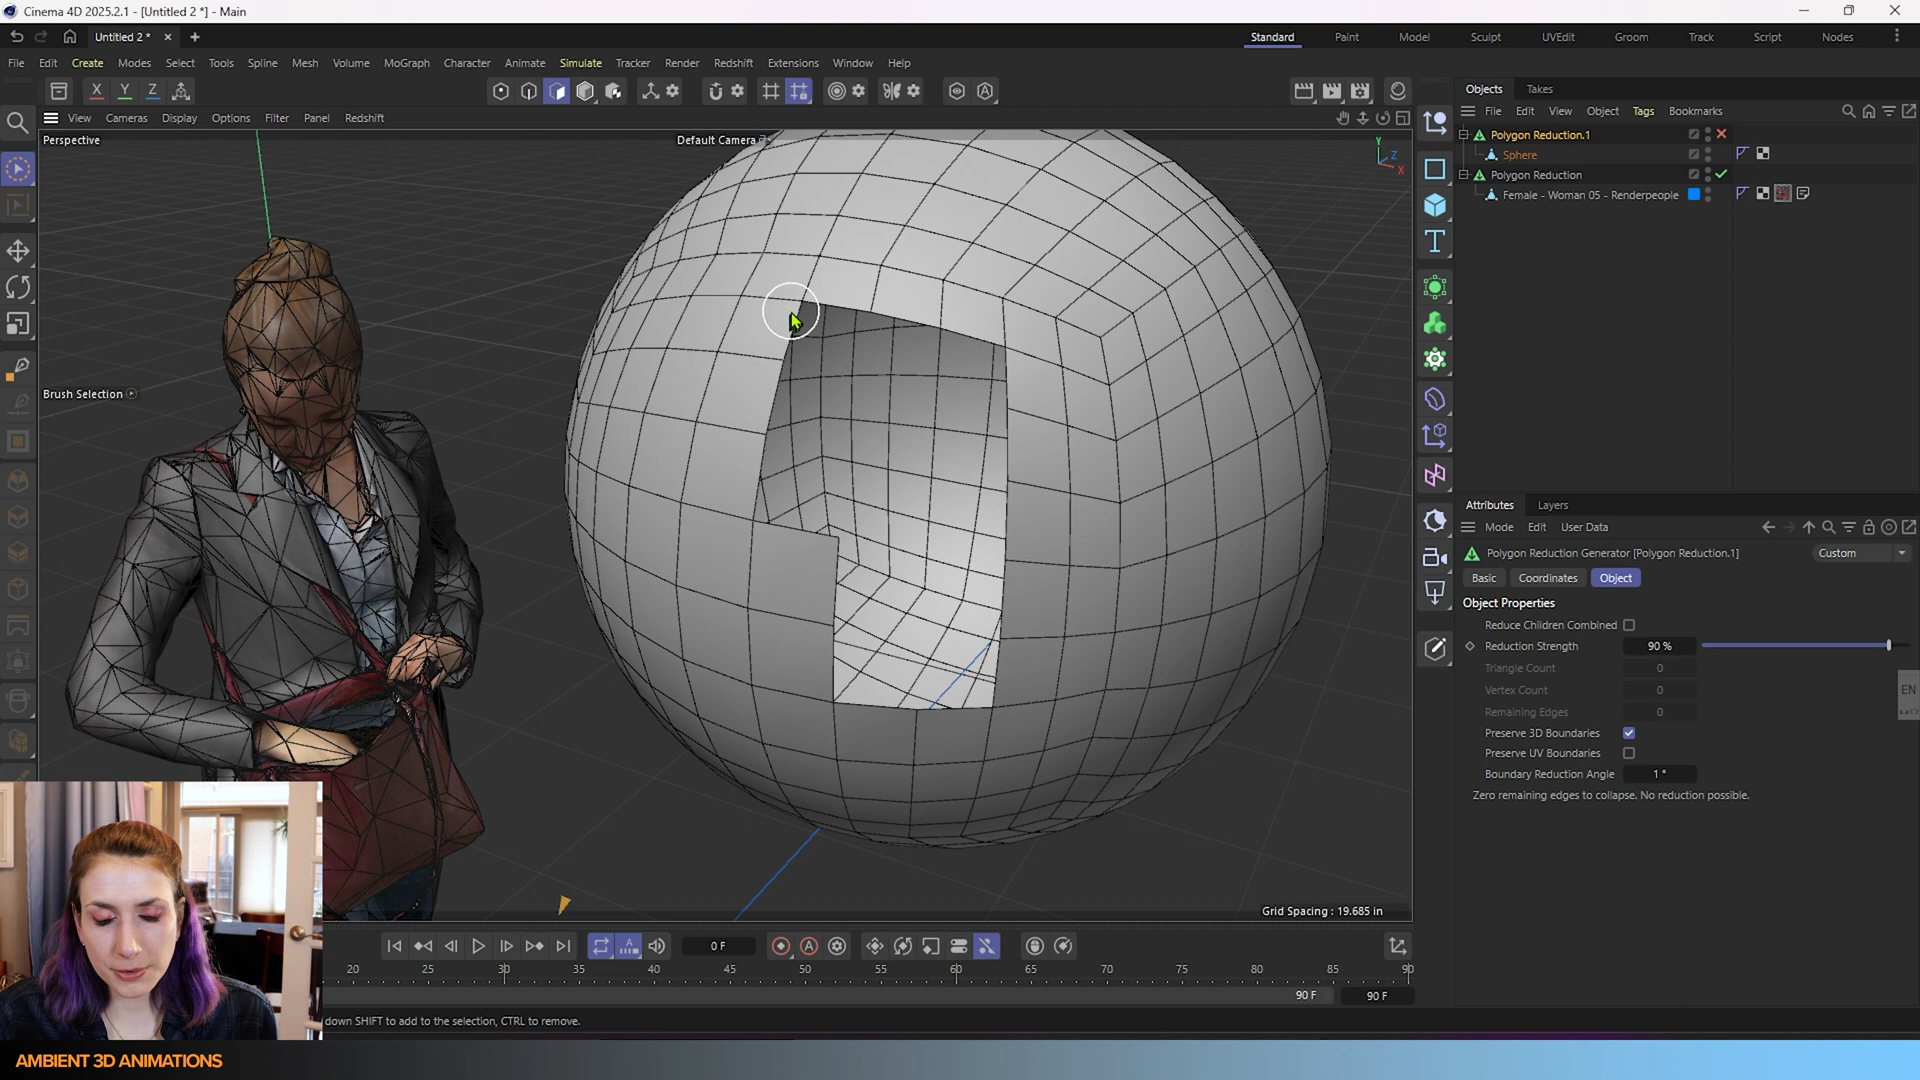 Cinema 4D 2025.2.1 - [Untitled 2 *] - Main
Untitled 2 *
Standard Paint Model Sculpt UVEdit Groom Track Script Nodes
File Edit Create Modes Select Tools Spline Mesh Volume MoGraph Character Animate Simulate Tracker Render Redshift Extensions Window Help
X Y Z
Objects Takes
View Cameras Display Options Filter Panel Redshift
File Edit View Object Tags Bookmarks
Perspective
Default Camera
Y
Z
X
Polygon Reduction.1
Sphere
Polygon Reduction
Female - Woman 05 - Renderpeople
Brush Selection
Attributes Layers
Mode Edit User Data
Polygon Reduction Generator [Polygon Reduction.1]
Custom
Basic Coordinates Object
Object Properties
Reduce Children Combined
Reduction Strength 90 %
Triangle Count 0
Vertex Count 0
Remaining Edges 0
Preserve 3D Boundaries
Preserve UV Boundaries
Boundary Reduction Angle 1 °
Zero remaining edges to collapse. No reduction possible.
EN
Grid Spacing : 19.685 in
0 F
20 25 30 35 40 45 50 55 60 65 70 75 80 85 90
90 F 90 F
down SHIFT to add to the selection, CTRL to remove.
AMBIENT 3D ANIMATIONS